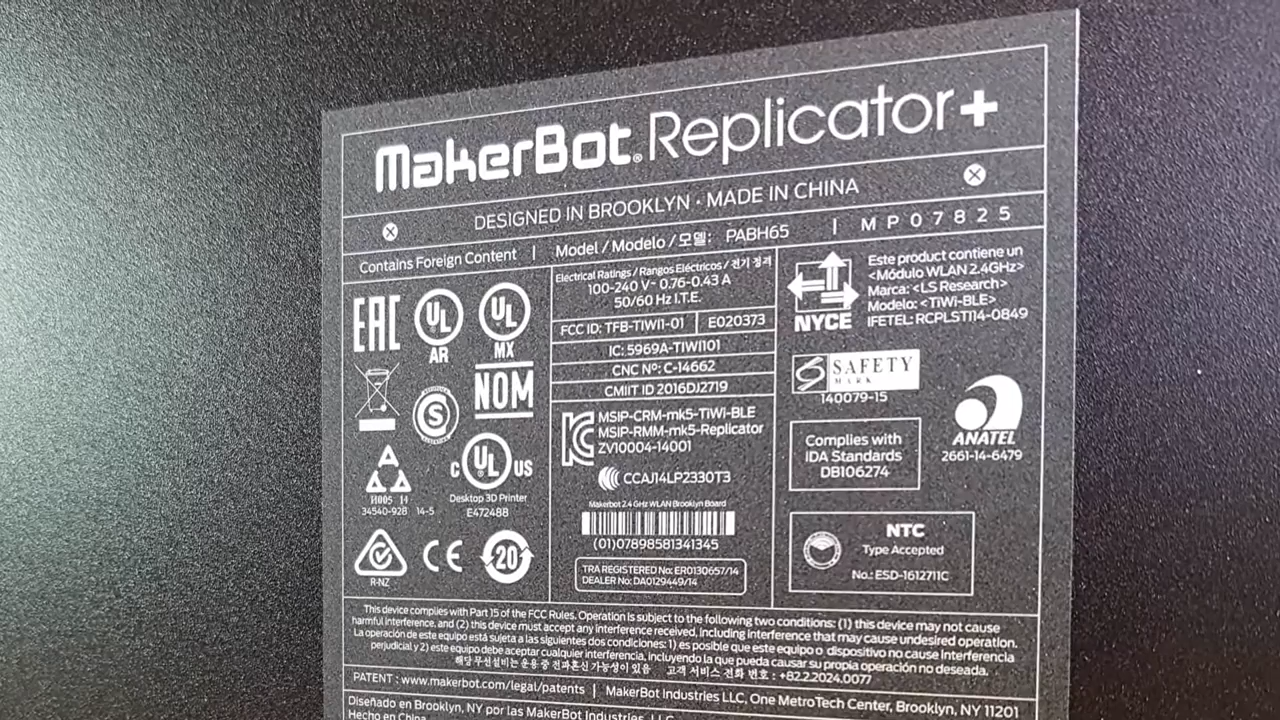 MakerBot® Replicator+
DESIGNED IN BROOKLYN • MADE IN CHINA
Contains Foreign Content | Model / Modelo / 모델: PABH65 | MP07825
EAC
UL
AR
UL
MX
NOM
S
11005 14
34540-928 14-5
C UL US
Desktop 3D Printer
E472488
R-NZ
CE
20
Electrical Ratings / Rangos Eléctricos / 전기 정격
100-240 V~ 0.76-0.43 A
50/60 Hz I.T.E.
FCC ID: TFB-TIWI1-01 | E020373
IC: 5969A-TIWI101
CNC Nº: C-14662
CMIIT ID 2016DJ2719
MSIP-CRM-mk5-TiWi-BLE
MSIP-RMM-mk5-Replicator
ZV10004-14001
CCAJ14LP2330T3
Makerbot 2.4 GHz WLAN Brooklyn Board
(01)07898581341345
TRA REGISTERED No: ER0130657/14
DEALER No: DA0129449/14
NYCE
Este producto contiene un
<Módulo WLAN 2.4GHz>
Marca: <LS Research>
Modelo: <TiWi-BLE>
IFETEL: RCPLSTI14-0849
SAFETY
MARK
140079-15
Complies with
IDA Standards
DB106274
ANATEL
2661-14-6479
NTC
Type Accepted
No.: ESD-1612711C
This device complies with Part 15 of the FCC Rules. Operation is subject to the following two conditions: (1) this device may not cause
harmful interference, and (2) this device must accept any interference received, including interference that may cause undesired operation.
La operación de este equipo está sujeta a las siguientes dos condiciones: 1) es posible que este equipo o dispositivo no cause interferencia
perjudicial y 2) este equipo debe aceptar cualquier interferencia, incluyendo la que pueda causar su propia operación no deseada.
해당 무선설비는 운용 중 전파혼신 가능성이 있음 고객 서비스 전화 번호 : +82.2.2024.0077
PATENT : www.makerbot.com/legal/patents | MakerBot Industries LLC, One MetroTech Center, Brooklyn, NY 11201
Diseñado en Brooklyn, NY por las MakerBot Industries, LLC
Hecho en China